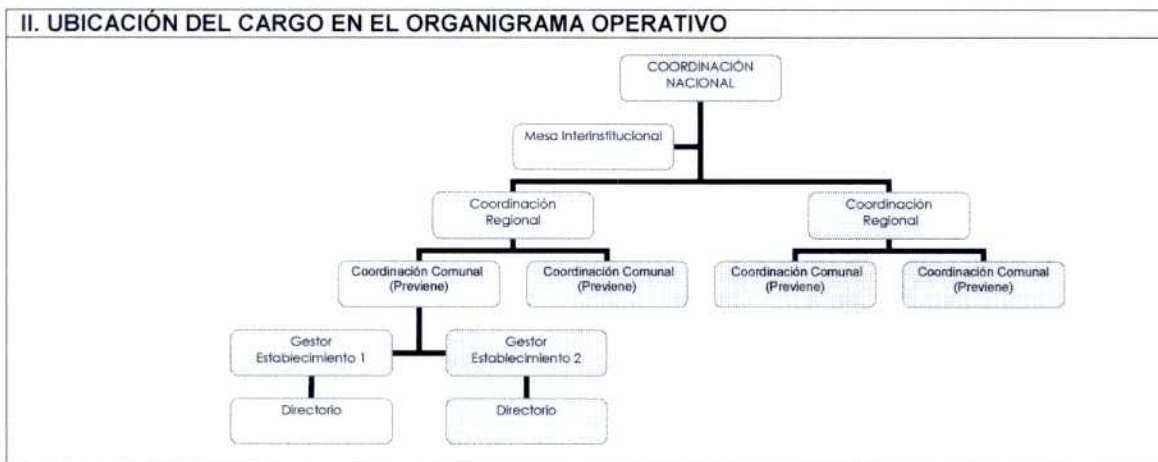 II. UBICACIÓN DEL CARGO EN EL ORGANIGRAMA OPERATIVO
COORDINACIÓN
NACIONAL
Mesa Interinstitucional
Coordinación
Regional
Coordinación
Regional
Coordinación Comunal
(Previene)
Coordinación Comunal
(Previene)
Coordinación Comunal
(Previene)
Coordinación Comunal
(Previene)
Gestor
Establecimiento 1
Gestor
Establecimiento 2
Directorio
Directorio